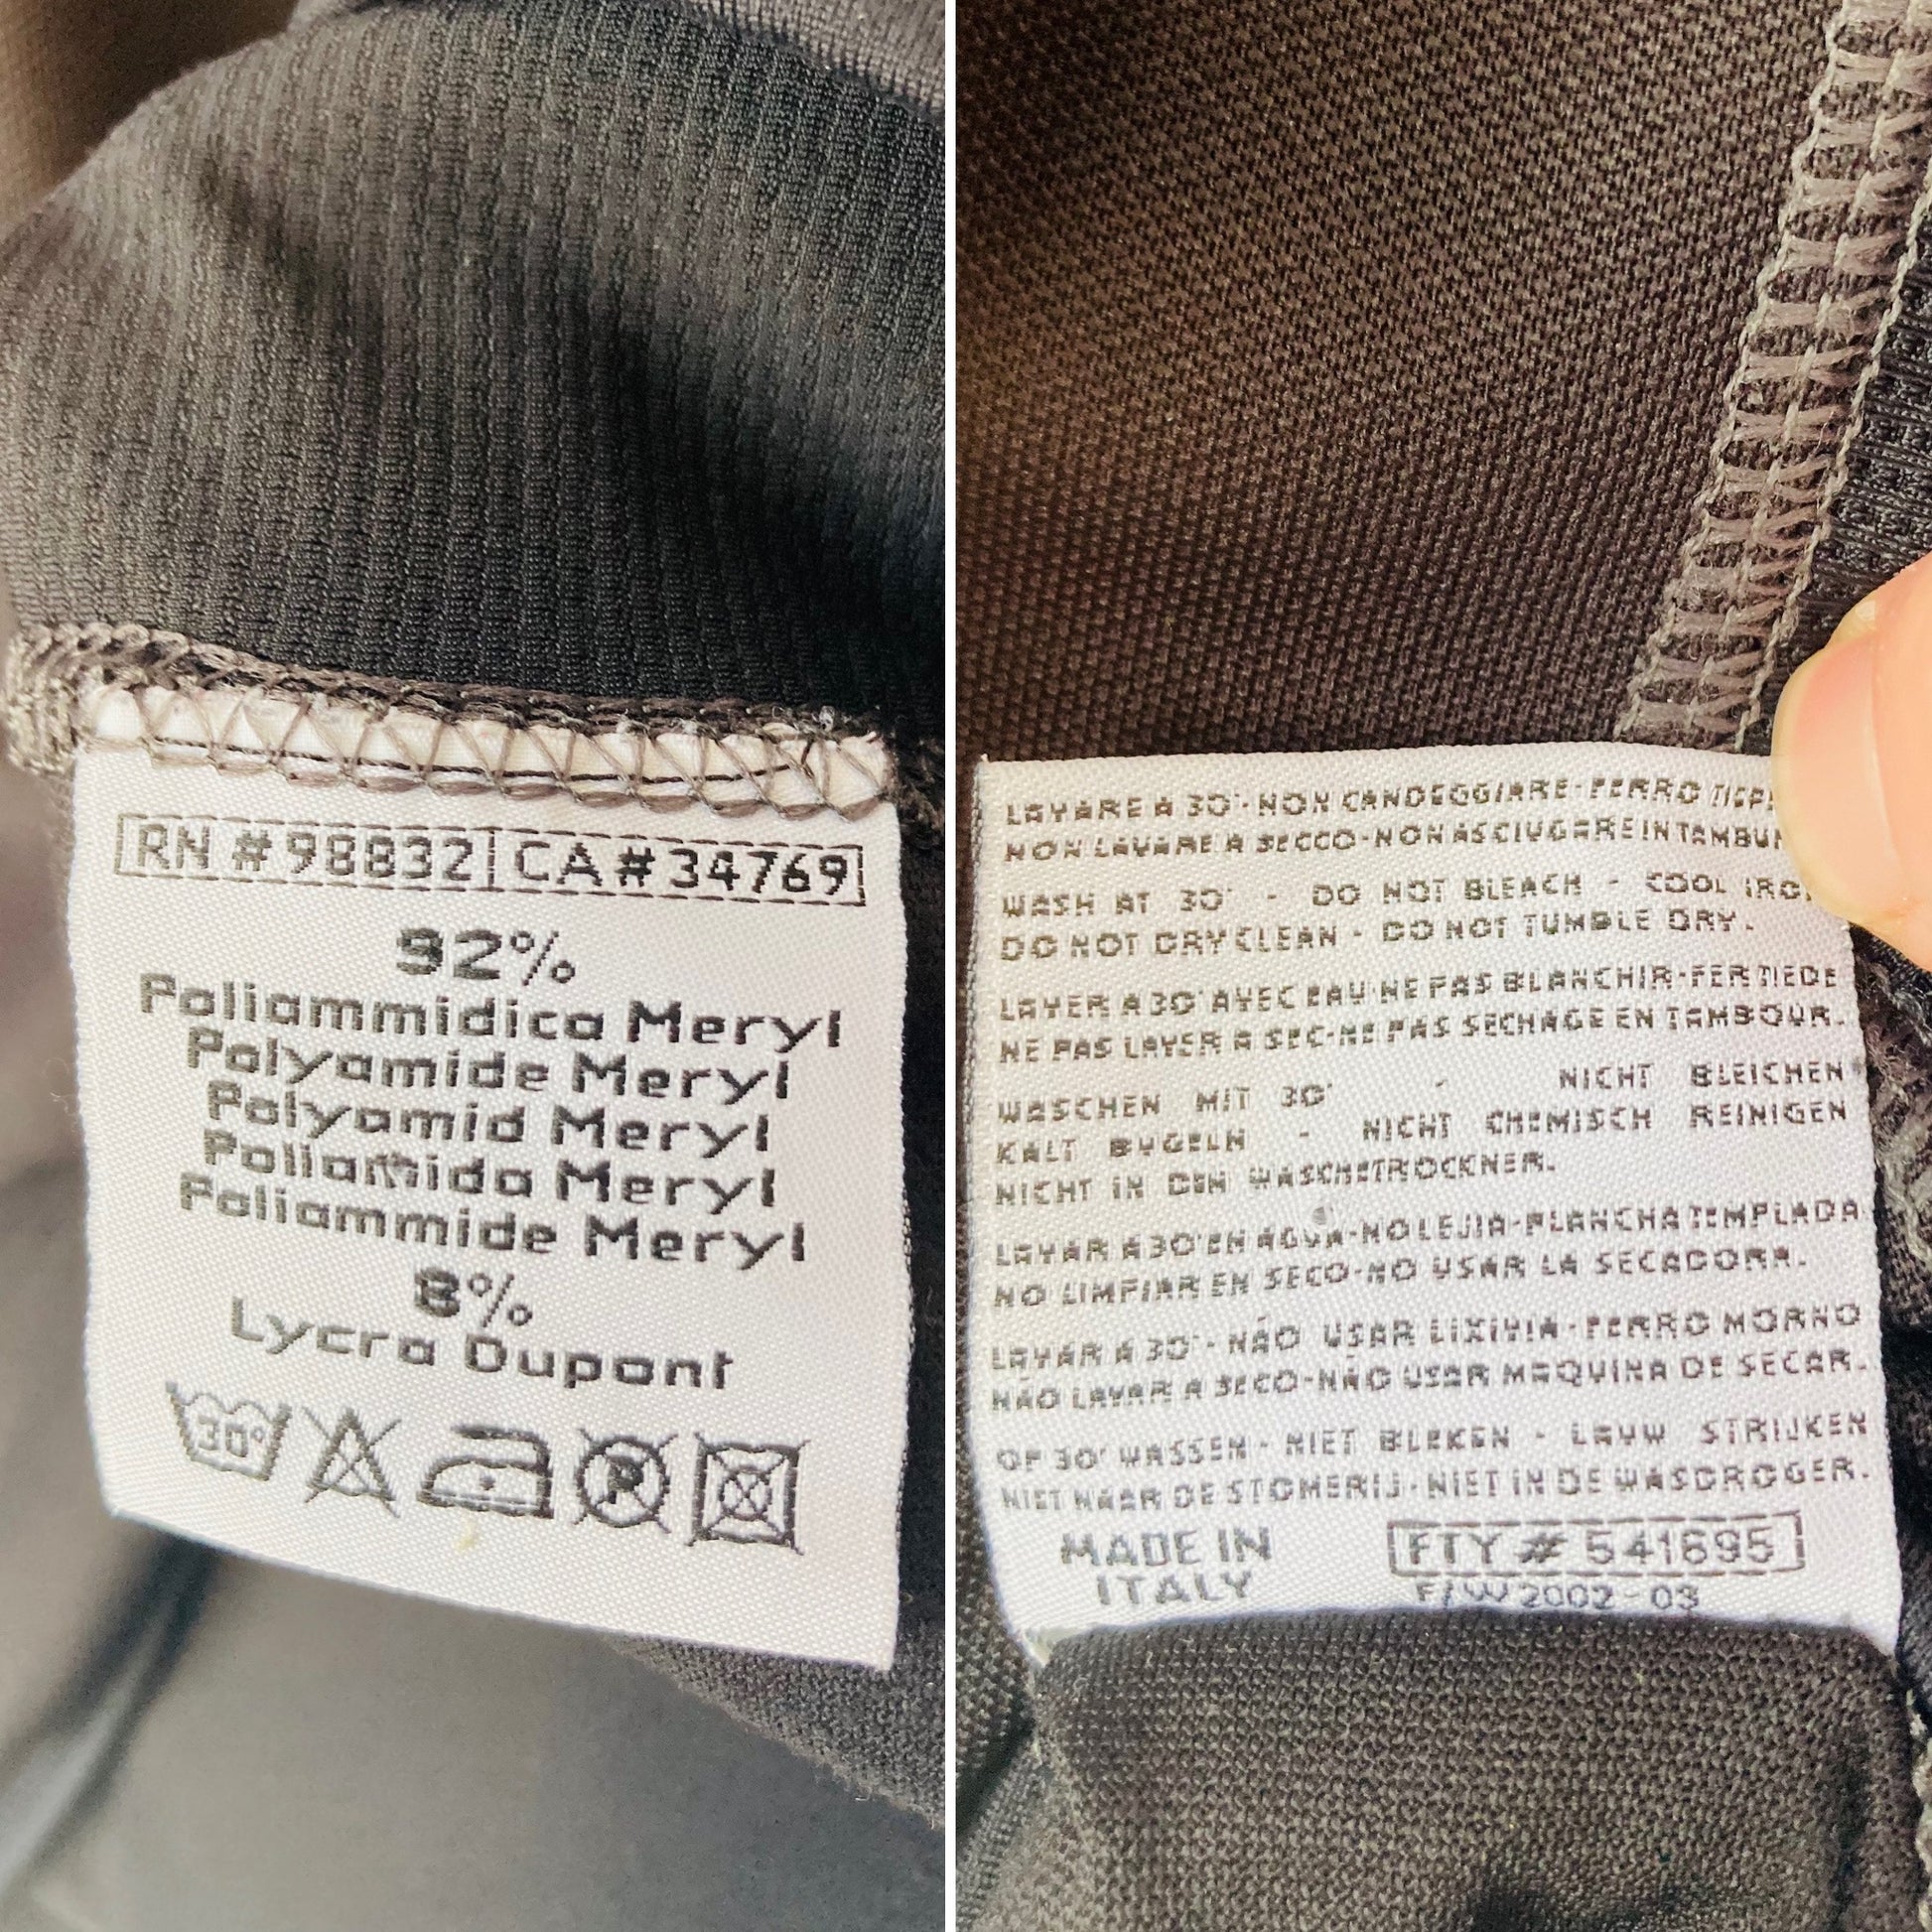 RN # 98832 CA # 34769
92%
Poliammidica Meryl
Polyamide Meryl
Polyamid Meryl
Poliamida Meryl
Poliammide Meryl
8%
Lycra Dupont
30°
P
LAVARE A 30°-NON CANDEGGIARE-FERRO
NON LAVARE A SECCO-NON ASCIUGARE IN
WASH AT 30° - DO NOT BLEACH - COOL
DO NOT DRY CLEAN - DO NOT TUMBLE DRY.
LAVER A 30° AVEC EAU-NE PAS BLANCHIR-FER TIEDE
NE PAS LAVER A SEC-NE PAS SECHAGE EN TAMBOUR.
WASCHEN MIT 30° - NICHT BLEICHEN
KALT BUGELN - NICHT CHEMISCH REINIGEN
NICHT IN DEN WASCHETROCKNER.
LAVAR A 30° EN AGUA-NO LEJIA-PLANCHA TEMPLADA
NO LIMPIAR EN SECO-NO USAR LA SECADORA.
LAVAR A 30°-NÃO USAR LIXIVIA-FERRO MORNO
NÃO LAVAR A SECO-NÃO USAR MAQUINA DE SECAR.
OP 30° WASSEN - NIET BLEKEN - LAUW STRIJKEN
NIET NAAR DE STOMERIJ-NIET IN DE WASDROGER.
MADE IN
ITALY
FTY # 541695
F/W 2002-03